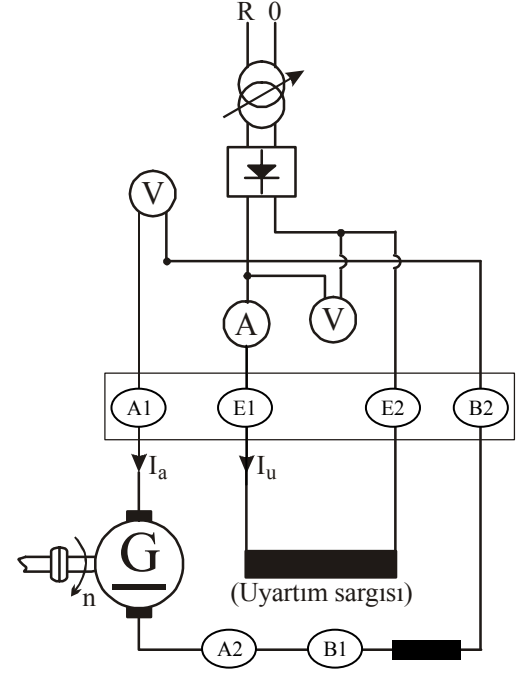 R 0
V
A
V
A1 E1 E2 B2
Ia Iu
G
n
(Uyartım sargısı)
A2 B1